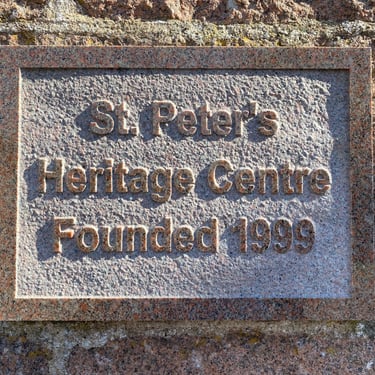 St. Peter's
Heritage Centre
Founded 1999